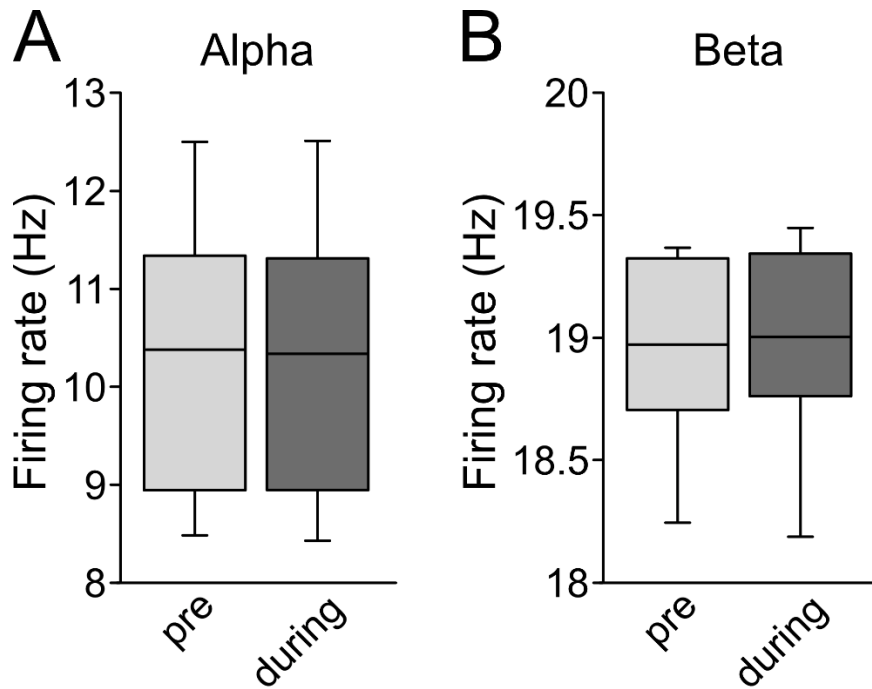 A
Alpha
Firing rate (Hz)
13
12
11
10
9
8
pre
during
B
Beta
Firing rate (Hz)
20
19.5
19
18.5
18
pre
during